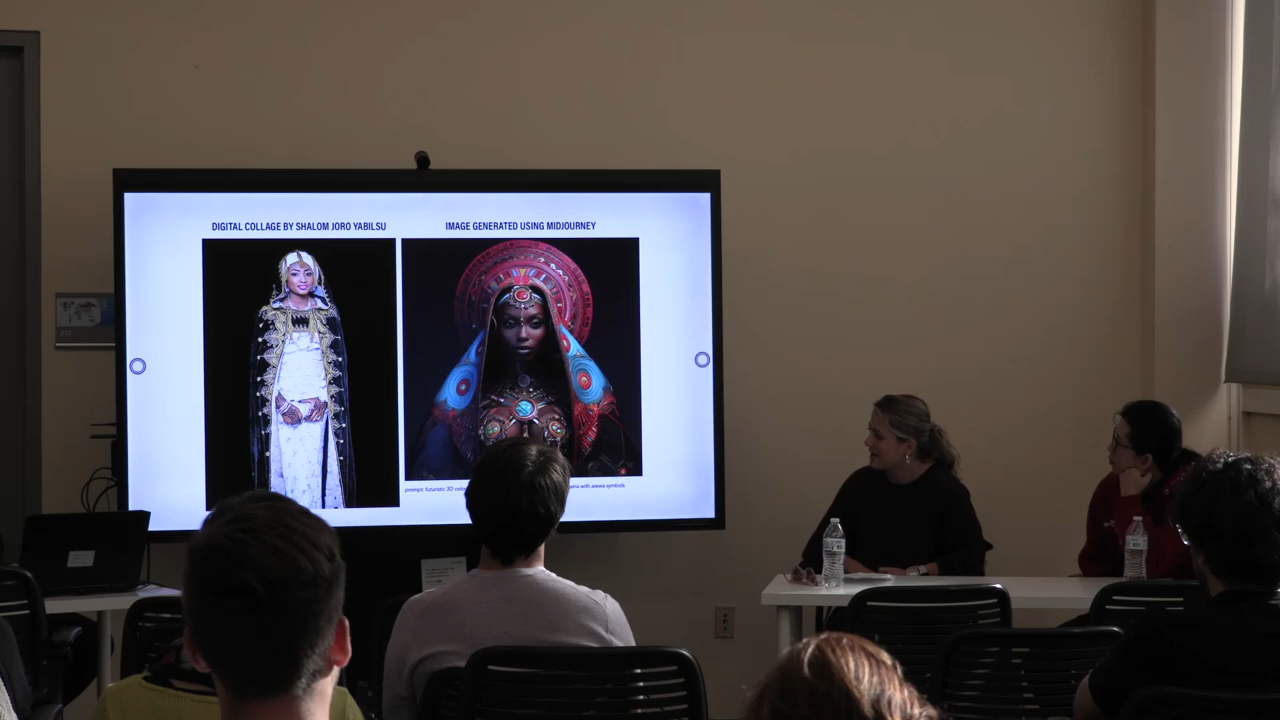 DIGITAL COLLAGE BY SHALOM JORO YABILSU
IMAGE GENERATED USING MIDJOURNEY
prompt: futuristic 3D
with arewa symbols.